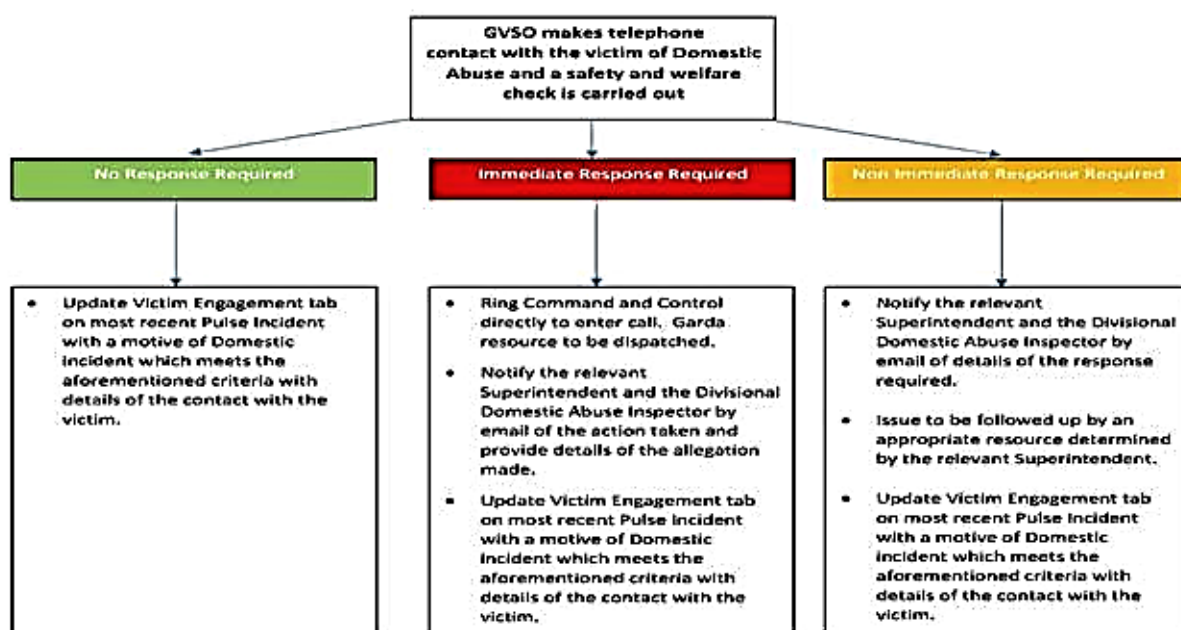 GVSO makes telephone
contact with the victim of Domestic
Abuse and a safety and welfare
check is carried out
No Response Required
Immediate Response Required
Non Immediate Response Required
• Update Victim Engagement tab
on most recent Pulse Incident
with a motive of Domestic
Incident which meets the
aforementioned criteria with
details of the contact with the
victim.
• Ring Command and Control
directly to enter call. Garda
resource to be dispatched.
• Notify the relevant
Superintendent and the Divisional
Domestic Abuse Inspector by
email of the action taken and
provide details of the allegation
made.
• Update Victim Engagement tab
on most recent Pulse Incident
with a motive of Domestic
Incident which meets the
aforementioned criteria with
details of the contact with the
victim.
• Notify the relevant
Superintendent and the Divisional
Domestic Abuse Inspector by
email of details of the response
required.
• Issue to be followed up by an
appropriate resource determined
by the relevant Superintendent.
• Update Victim Engagement tab
on most recent Pulse Incident
with a motive of Domestic
Incident which meets the
aforementioned criteria with
details of the contact with the
victim.